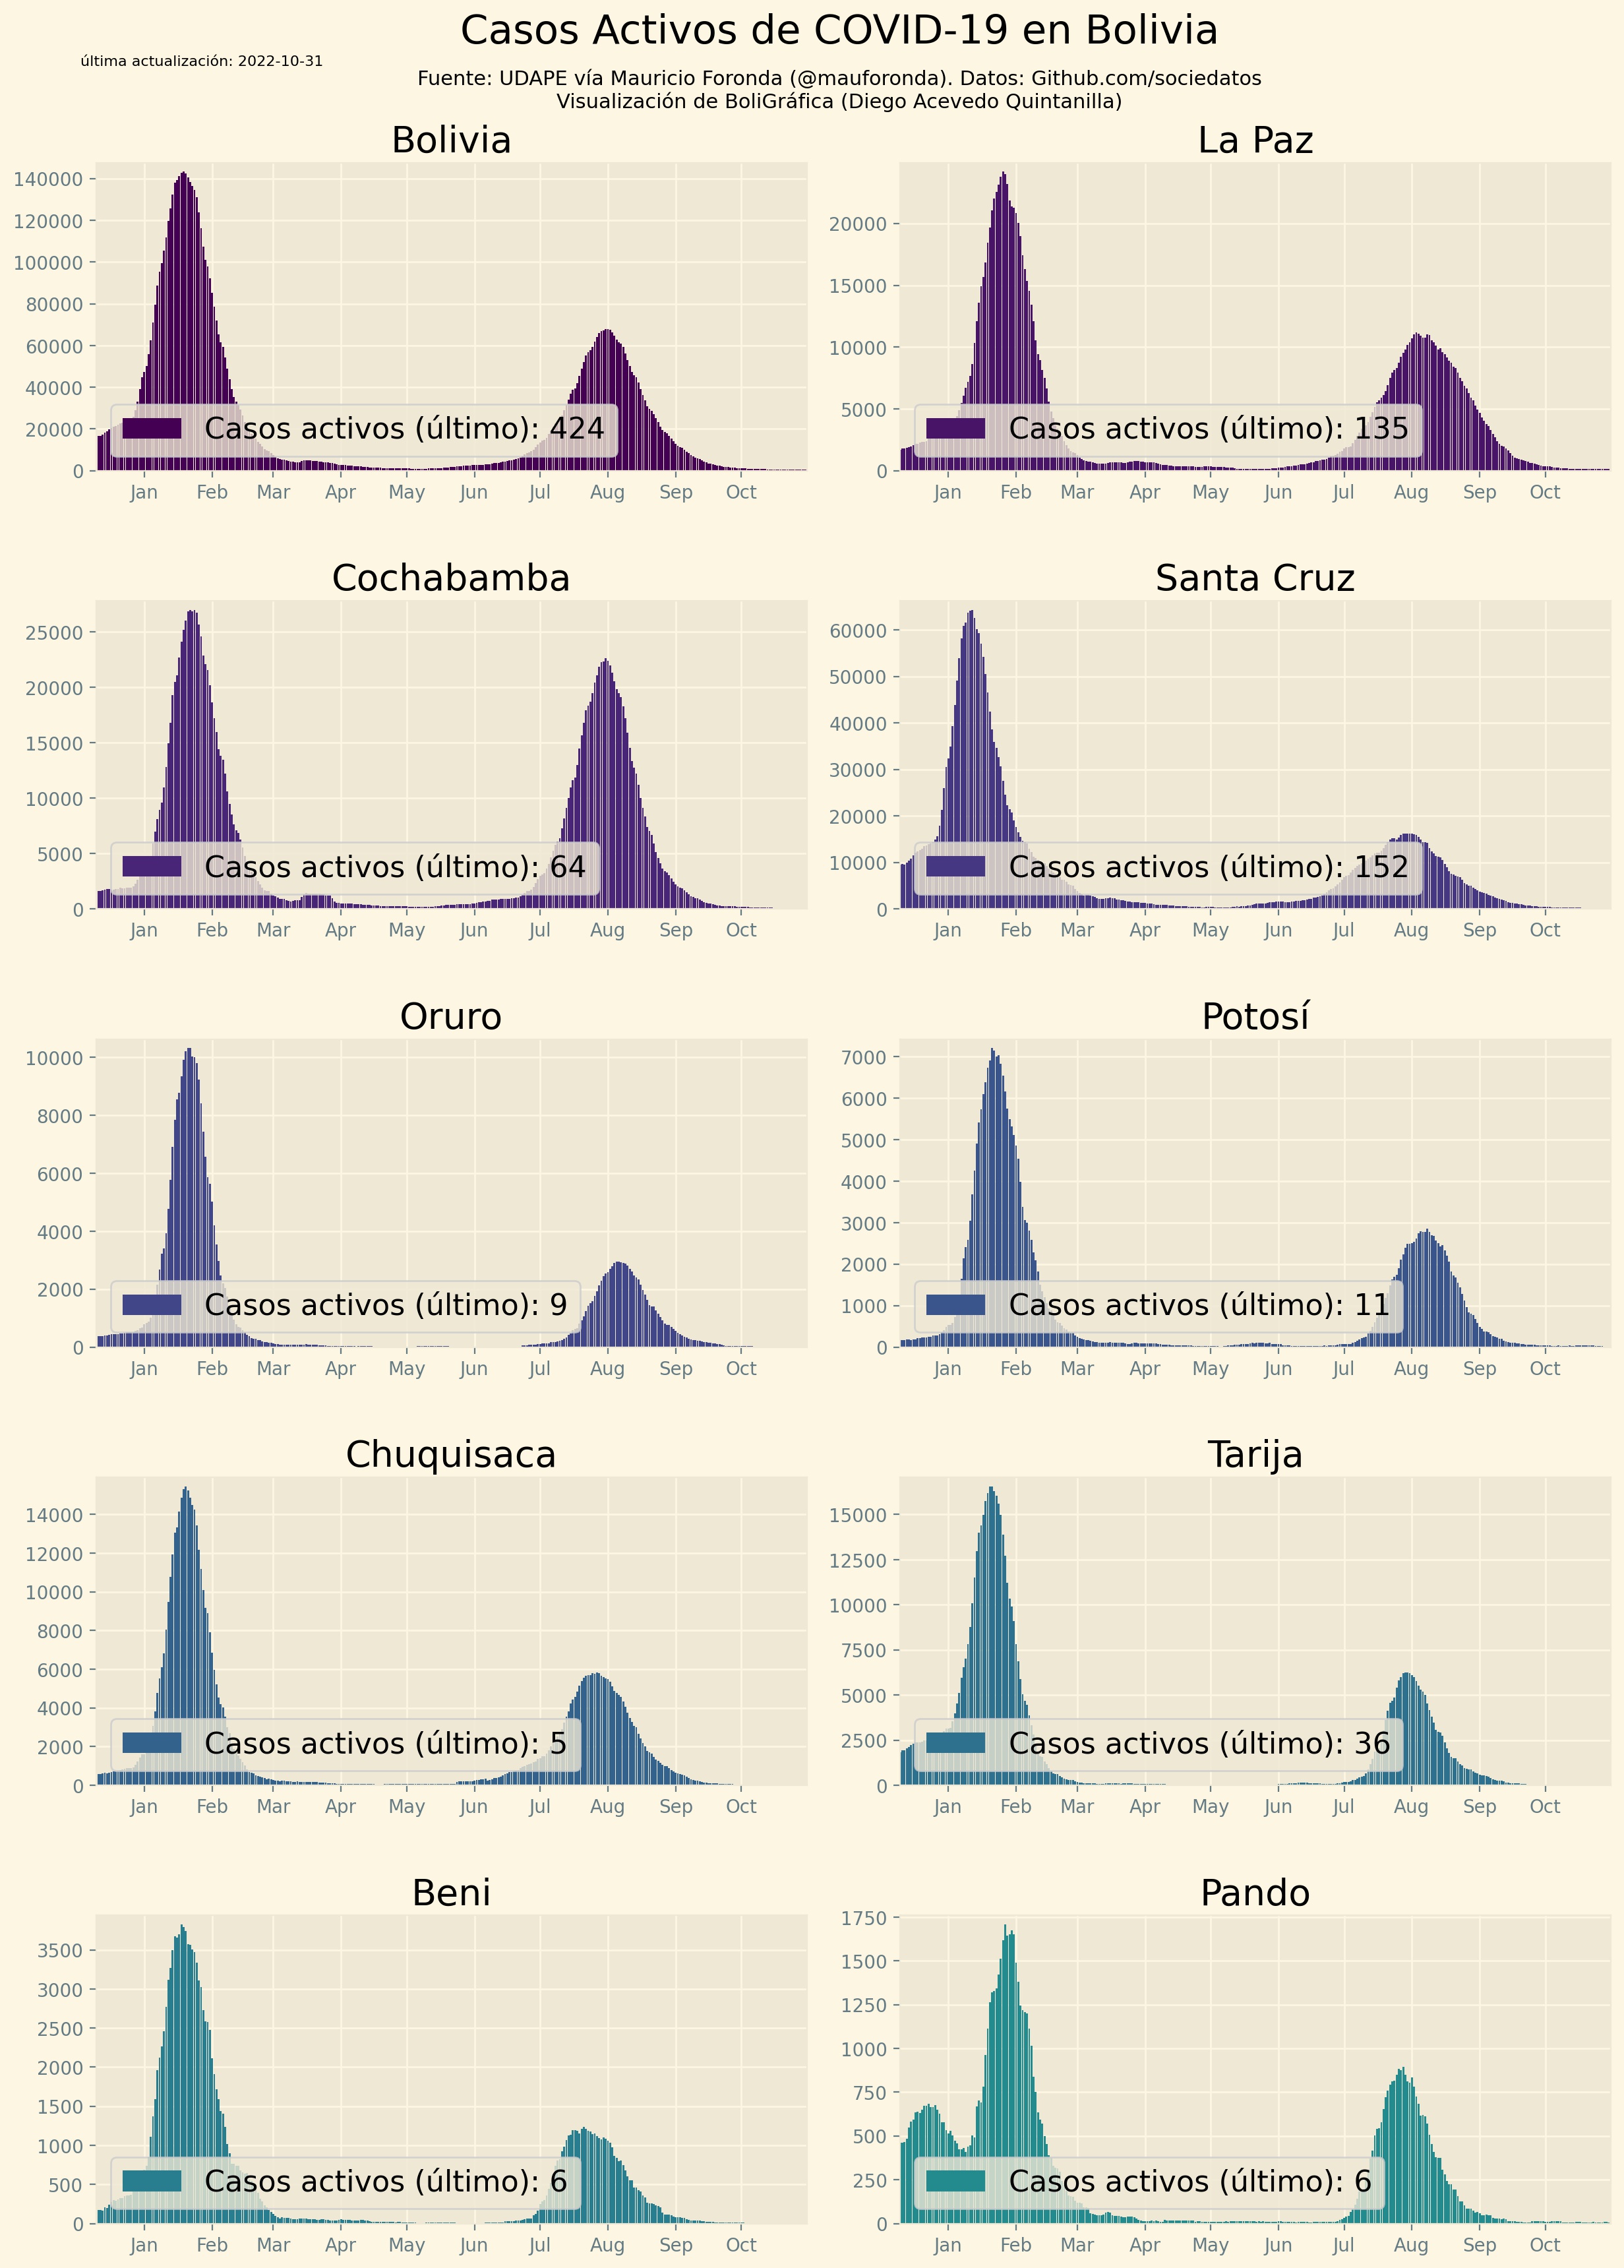 Casos Activos de COVID-19 en Bolivia
última actualización: 2022-10-31
Fuente: UDAPE vía Mauricio Foronda (@mauforonda). Datos: Github.com/sociedatos
Visualización de BoliGráfica (Diego Acevedo Quintanilla)
Bolivia
140000
120000
100000
80000
60000
40000
20000
0
Casos activos (último): 424
Jan Feb Mar Apr May Jun Jul Aug Sep Oct
La Paz
20000
15000
10000
5000
0
Casos activos (último): 135
Jan Feb Mar Apr May Jun Jul Aug Sep Oct
Cochabamba
25000
20000
15000
10000
5000
0
Casos activos (último): 64
Jan Feb Mar Apr May Jun Jul Aug Sep Oct
Santa Cruz
60000
50000
40000
30000
20000
10000
0
Casos activos (último): 152
Jan Feb Mar Apr May Jun Jul Aug Sep Oct
Oruro
10000
8000
6000
4000
2000
0
Casos activos (último): 9
Jan Feb Mar Apr May Jun Jul Aug Sep Oct
Potosí
7000
6000
5000
4000
3000
2000
1000
0
Casos activos (último): 11
Jan Feb Mar Apr May Jun Jul Aug Sep Oct
Chuquisaca
14000
12000
10000
8000
6000
4000
2000
0
Casos activos (último): 5
Jan Feb Mar Apr May Jun Jul Aug Sep Oct
Tarija
15000
12500
10000
7500
5000
2500
0
Casos activos (último): 36
Jan Feb Mar Apr May Jun Jul Aug Sep Oct
Beni
3500
3000
2500
2000
1500
1000
500
0
Casos activos (último): 6
Jan Feb Mar Apr May Jun Jul Aug Sep Oct
Pando
1750
1500
1250
1000
750
500
250
0
Casos activos (último): 6
Jan Feb Mar Apr May Jun Jul Aug Sep Oct